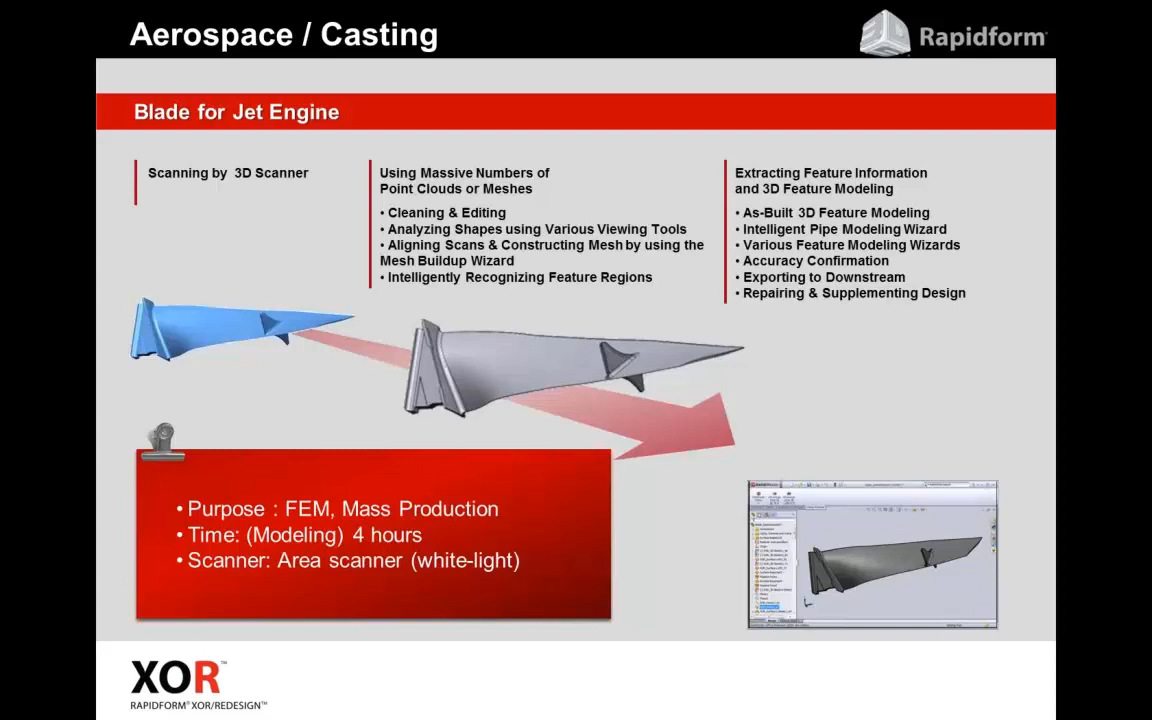 Aerospace / Casting
Rapidform
Blade for Jet Engine
Scanning by 3D Scanner
Using Massive Numbers of
Point Clouds or Meshes
• Cleaning & Editing
• Analyzing Shapes using Various Viewing Tools
• Aligning Scans & Constructing Mesh by using the
Mesh Buildup Wizard
• Intelligently Recognizing Feature Regions
Extracting Feature Information
and 3D Feature Modeling
• As-Built 3D Feature Modeling
• Intelligent Pipe Modeling Wizard
• Various Feature Modeling Wizards
• Accuracy Confirmation
• Exporting to Downstream
• Repairing & Supplementing Design
• Purpose : FEM, Mass Production
• Time: (Modeling) 4 hours
• Scanner: Area scanner (white-light)
XOR™
RAPIDFORM® XOR/REDESIGN™